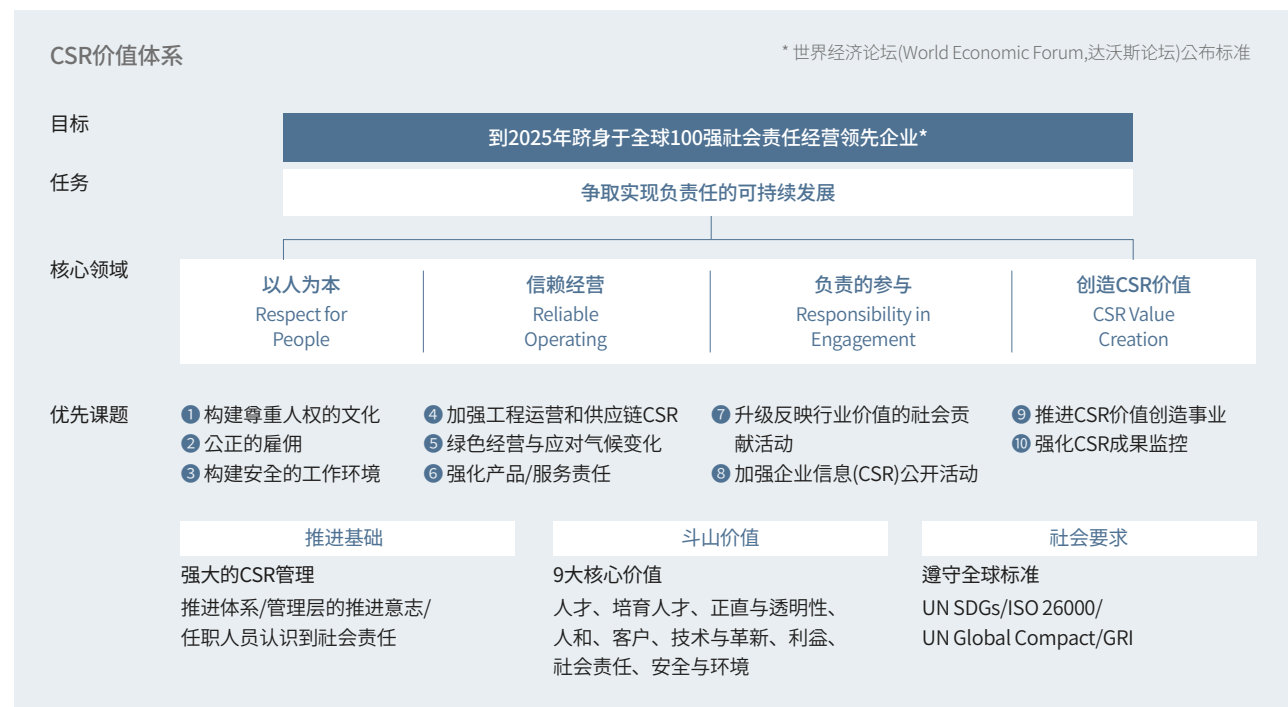 CSR价值体系
* 世界经济论坛(World Economic Forum,达沃斯论坛)公布标准
目标
到2025年跻身于全球100强社会责任经营领先企业*
任务
争取实现负责任的可持续发展
核心领域
以人为本
Respect for
People
信赖经营
Reliable
Operating
负责的参与
Responsibility in
Engagement
创造CSR价值
CSR Value
Creation
优先课题
❶ 构建尊重人权的文化
❷ 公正的雇佣
❸ 构建安全的工作环境
❹ 加强工程运营和供应链CSR
❺ 绿色经营与应对气候变化
❻ 强化产品/服务责任
❼ 升级反映行业价值的社会贡
献活动
❽ 加强企业信息(CSR)公开活动
❾ 推进CSR价值创造事业
❿ 强化CSR成果监控
推进基础
强大的CSR管理
推进体系/管理层的推进意志/
任职人员认识到社会责任
斗山价值
9大核心价值
人才、培育人才、正直与透明性、
人和、客户、技术与革新、利益、
社会责任、安全与环境
社会要求
遵守全球标准
UN SDGs/ISO 26000/
UN Global Compact/GRI